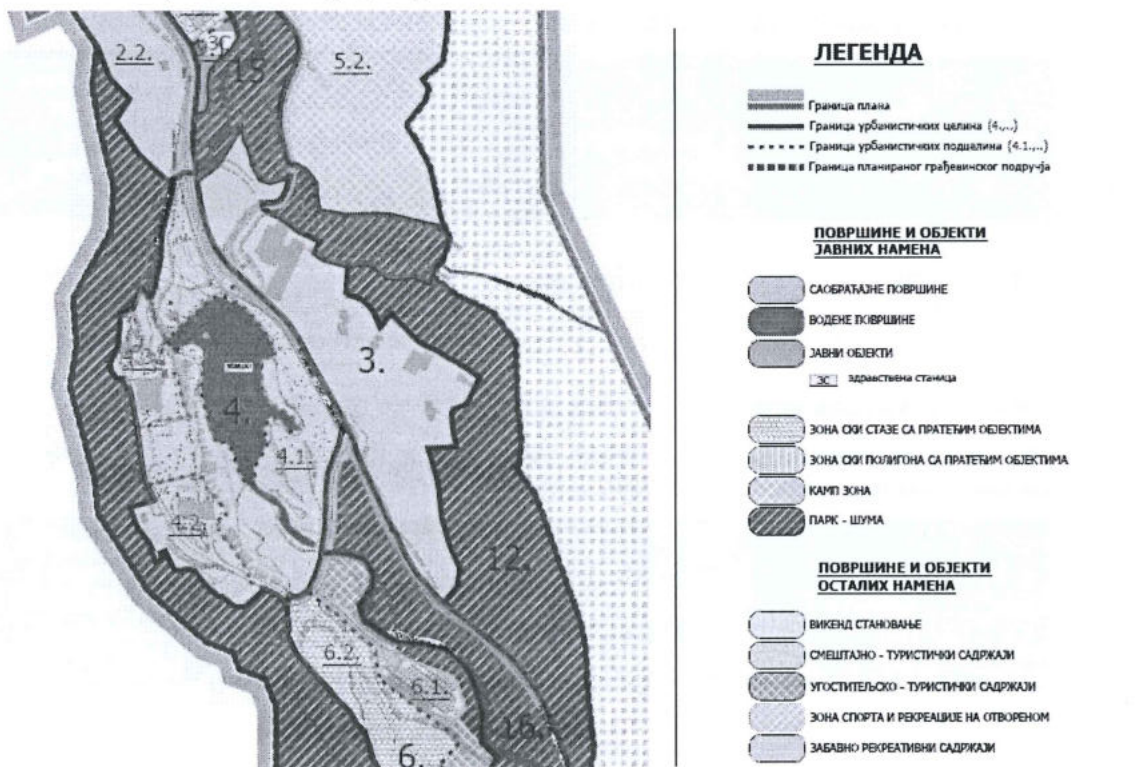 2.2.
ЗС
15
5.2.
3.
4.
4.1.
4.2.
4.2.
12.
6.2.
6.1.
16.
6.
ЛЕГЕНДА
Граница плана
Граница урбанистичких целина (4.,..)
Граница урбанистичких подцелина (4.1.,..)
Граница планираног грађевинског подручја
ПОВРШИНЕ И ОБЈЕКТИ
ЈАВНИХ НАМЕНА
САОБРАЋАЈНЕ ПОВРШИНЕ
ВОДЕНЕ ПОВРШИНЕ
ЈАВНИ ОБЈЕКТИ
ЗС здравствена станица
ЗОНА СКИ СТАЗЕ СА ПРАТЕЋИМ ОБЈЕКТИМА
ЗОНА СКИ ПОЛИГОНА СА ПРАТЕЋИМ ОБЈЕКТИМА
КАМП ЗОНА
ПАРК - ШУМА
ПОВРШИНЕ И ОБЈЕКТИ
ОСТАЛИХ НАМЕНА
ВИКЕНД СТАНОВАЊЕ
СМЕШТАЈНО - ТУРИСТИЧКИ САДРЖАЈИ
УГОСТИТЕЉСКО - ТУРИСТИЧКИ САДРЖАЈИ
ЗОНА СПОРТА И РЕКРЕАЦИЈЕ НА ОТВОРЕНОМ
ЗАБАВНО РЕКРЕАТИВНИ САДРЖАЈИ